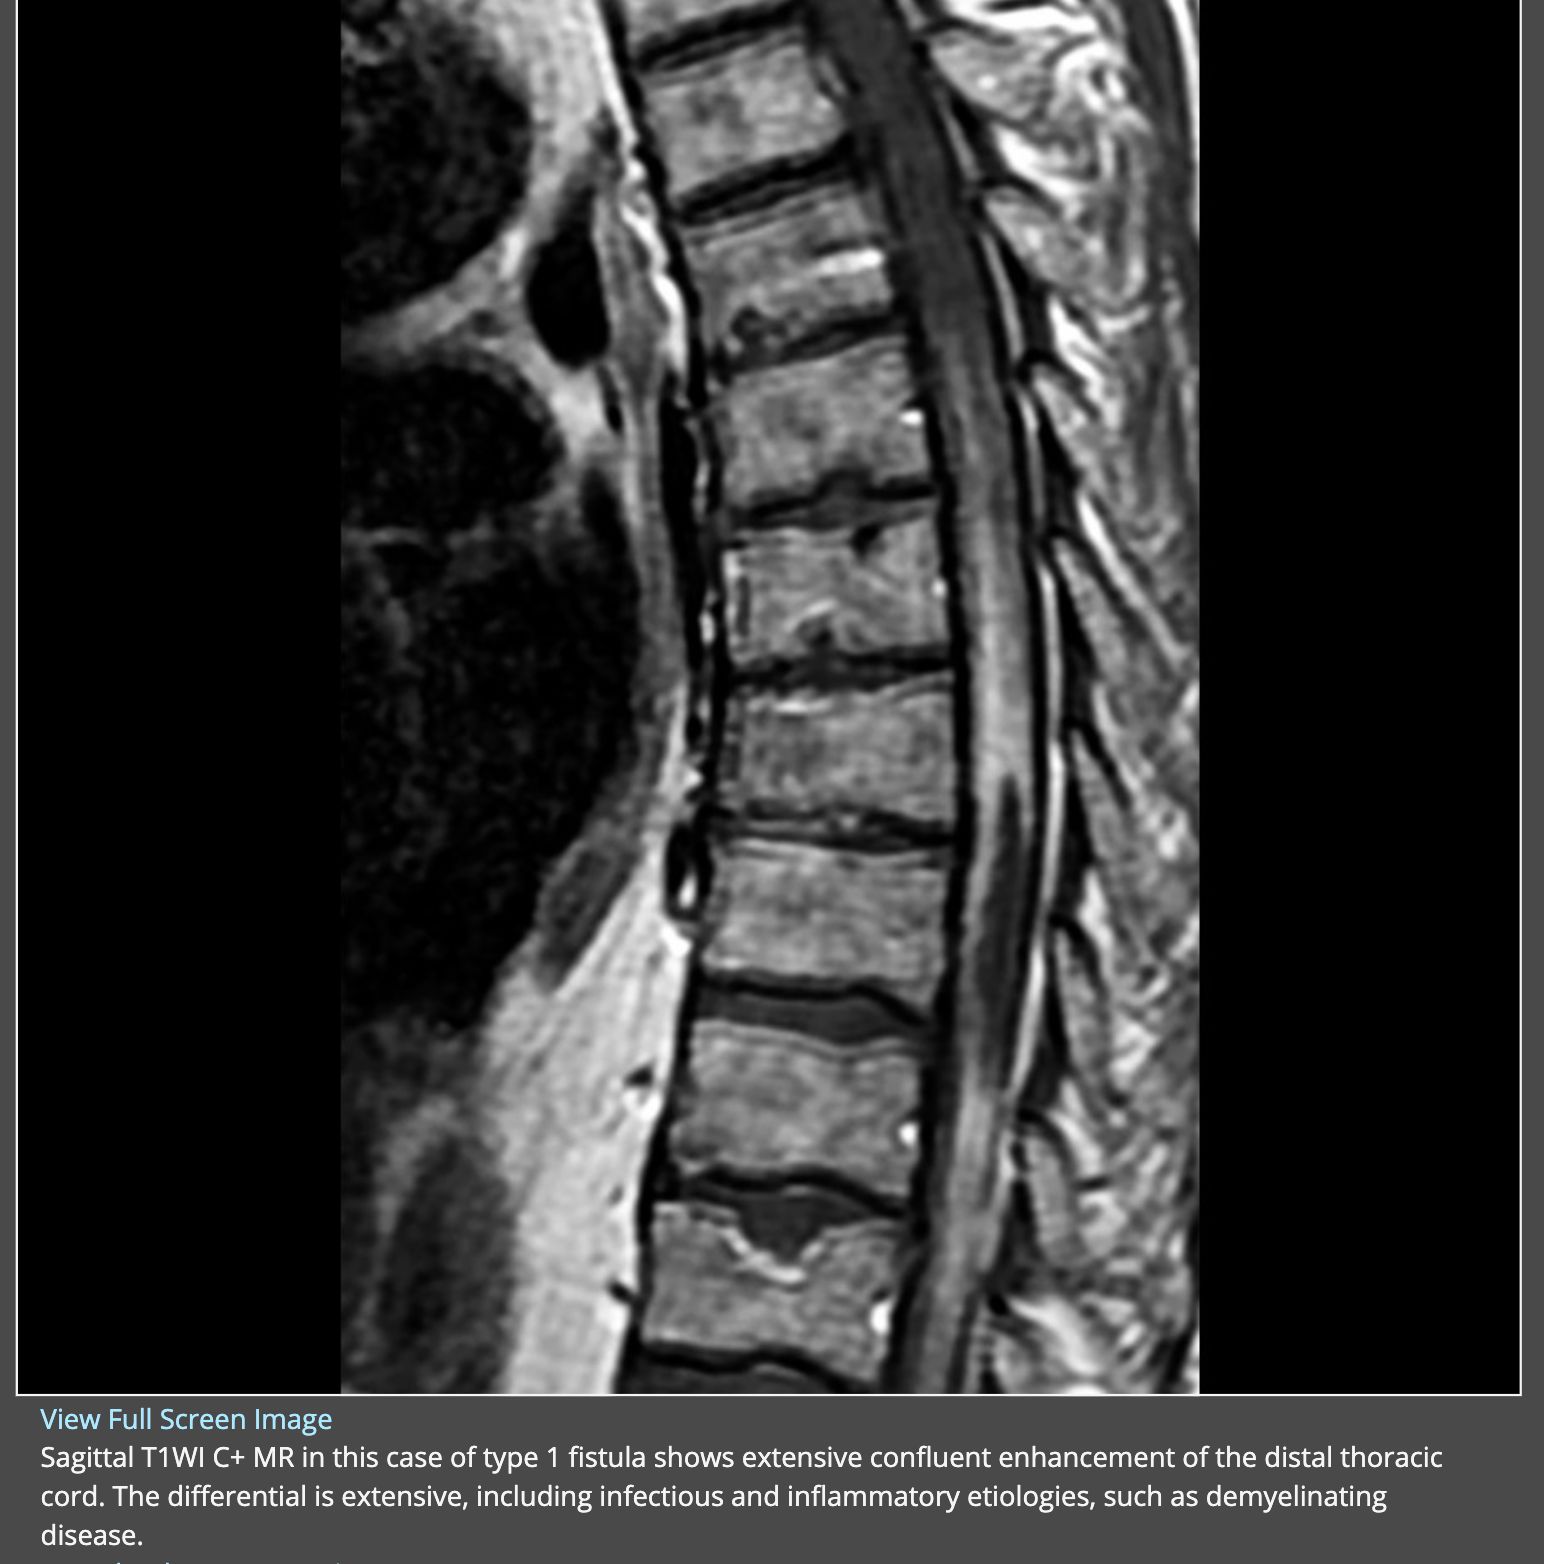 View Full Screen Image
Sagittal T1WI C+ MR in this case of type 1 fistula shows extensive confluent enhancement of the distal thoracic
cord. The differential is extensive, including infectious and inflammatory etiologies, such as demyelinating
disease.